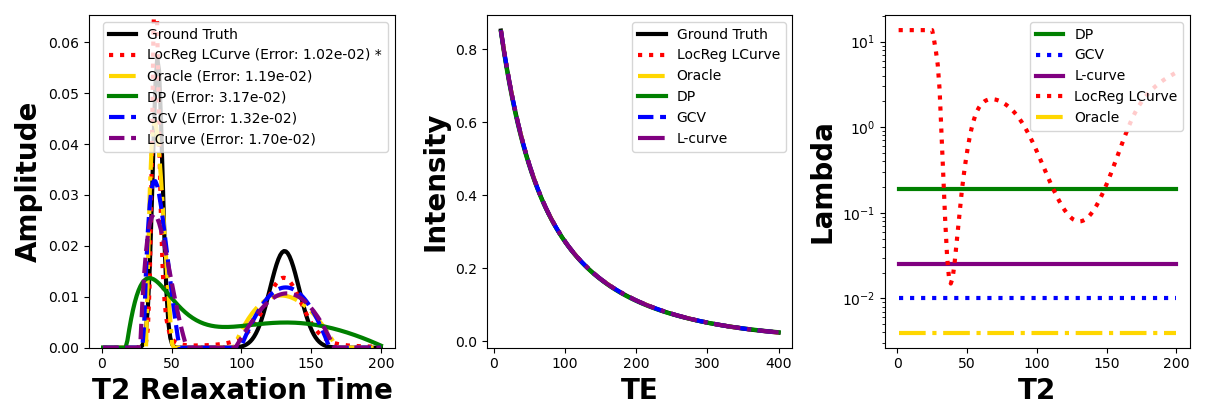 Amplitude
0.06
0.05
0.04
0.03
0.02
0.01
0.00
Ground Truth
LocReg LCurve (Error: 1.02e-02) *
Oracle (Error: 1.19e-02)
DP (Error: 3.17e-02)
GCV (Error: 1.32e-02)
LCurve (Error: 1.70e-02)
0 50 100 150 200
T2 Relaxation Time
Intensity
0.8
0.6
0.4
0.2
0.0
Ground Truth
LocReg LCurve
Oracle
DP
GCV
L-curve
0 100 200 300 400
TE
Lambda
10¹
10⁰
10⁻¹
10⁻²
DP
GCV
L-curve
LocReg LCurve
Oracle
0 50 100 150 200
T2